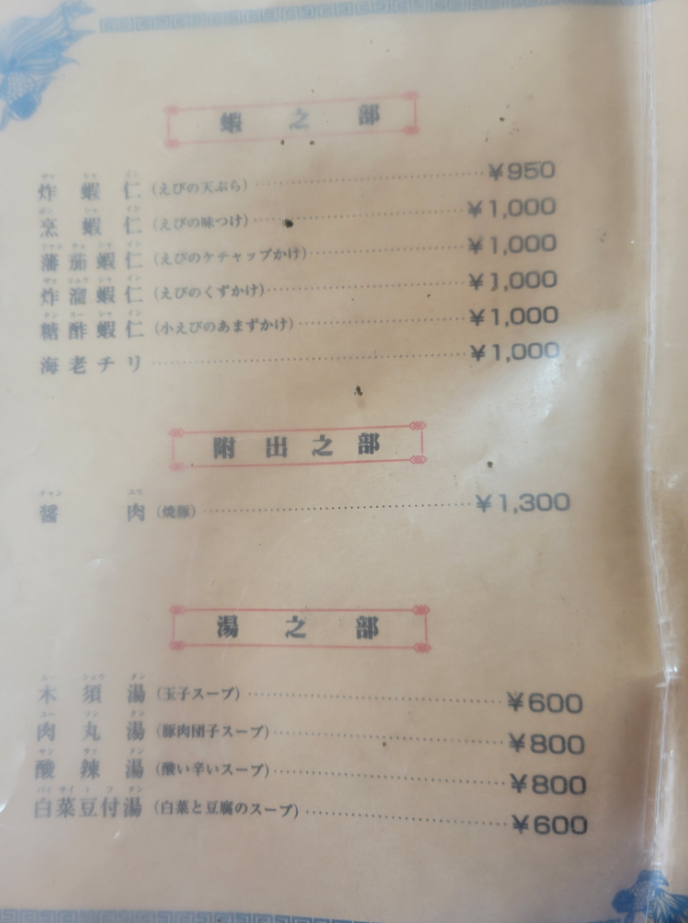 蝦之部
炸蝦仁(えびの天ぷら) ¥950
烹蝦仁(えびの味つけ) ¥1,000
蕃茄蝦仁(えびのケチャップかけ) ¥1,000
炸溜蝦仁(えびのくずかけ) ¥1,000
糖酢蝦仁(小えびのあまずかけ) ¥1,000
海老チリ ¥1,000
附出之部
醤肉(焼豚) ¥1,300
湯之部
木須湯(玉子スープ) ¥600
肉丸湯(豚肉団子スープ) ¥800
酸辣湯(酸い辛いスープ) ¥800
白菜豆付湯(白菜と豆腐のスープ) ¥600